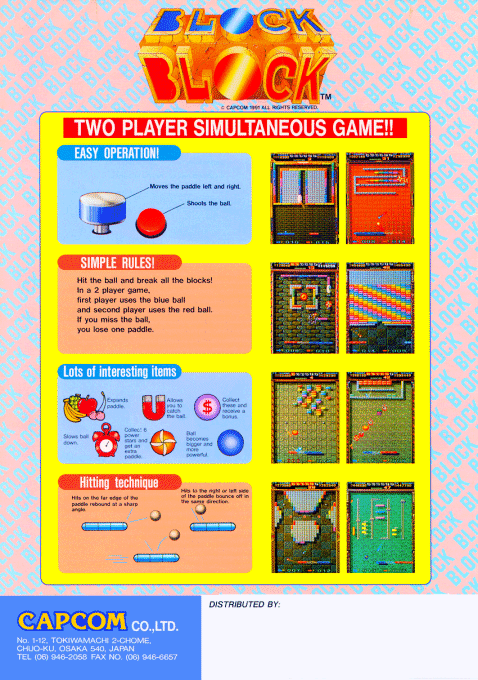 BLOCK
BLOCK
TM
© CAPCOM 1991 ALL RIGHTS RESERVED.
TWO PLAYER SIMULTANEOUS GAME!!
EASY OPERATION!
Moves the paddle left and right.
Shoots the ball.
SIMPLE RULES!
Hit the ball and break all the blocks!
In a 2 player game,
first player uses the blue ball
and second player uses the red ball.
If you miss the ball,
you lose one paddle.
Lots of interesting items
Expands
paddle.
Allows
you to
catch
the ball.
Collect
these and
receive a
bonus.
Slows ball
down.
Collect 6
power
stars and
get an
extra
paddle.
Ball
becomes
bigger and
more
powerful.
Hitting technique
Hits on the far edge of the
paddle rebound at a sharp
angle.
Hits to the right or left side
of the paddle bounce off in
the same direction.
CAPCOM CO.,LTD.
No. 1-12, TOKIWAMACHI 2-CHOME,
CHUO-KU, OSAKA 540, JAPAN
TEL (06) 946-2058 FAX NO. (06) 946-6657
DISTRIBUTED BY: